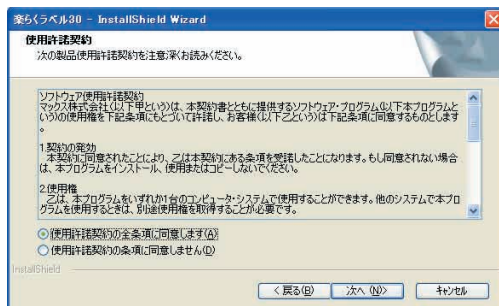 楽らくラベル30 - InstallShield Wizard
使用許諾契約
次の製品使用許諾契約を注意深くお読みください。
ソフトウェア使用許諾契約
マックス株式会社(以下甲という)は、本契約書とともに提供するソフトウェア・プログラム(以下本プログラムと
いう)の使用権を下記条項にもとづいて許諾し、お客様(以下乙という)は下記条項に同意するものとします
。
1.契約の発効
本契約に同意されたことにより、乙は本契約にある条項を受諾したことになります。もし同意されない場合
は、本プログラムをインストール、使用またはコピーしないでください。
2.使用権
乙は、本プログラムをいずれか1台のコンピュータ・システムで使用することができます。他のシステムで本プロ
グラムを使用するときは、別途使用権を取得することが必要です。
使用許諾契約の全条項に同意します(A)
使用許諾契約の条項に同意しません(D)
InstallShield
< 戻る(B) 次へ (N)> キャンセル